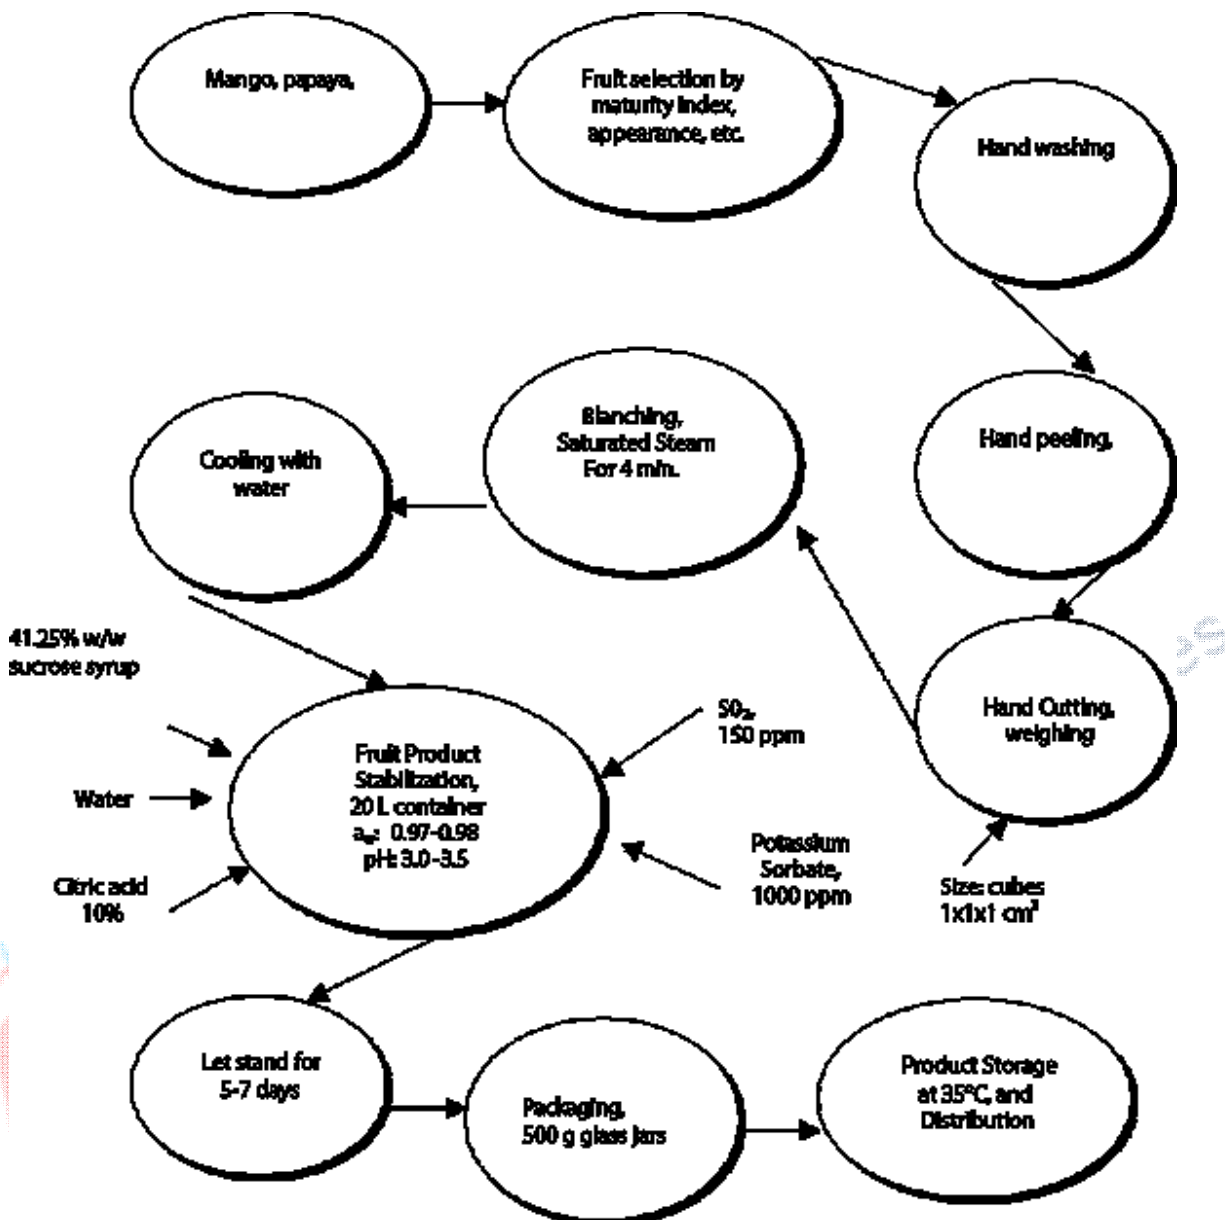 Mango, papaya,
Fruit selection by
maturity index,
appearance, etc.
Hand washing
Hand peeling,
Hand Cutting,
weighing
Size: cubes
1x1x1 cm³
Blanching,
Saturated Steam
For 4 min.
Cooling with
water
41.25% w/w
sucrose syrup
Water
Citric acid
10%
Fruit Product
Stabilization,
20 L container
aw: 0.97-0.98
pH: 3.0-3.5
SO₂,
150 ppm
Potassium
Sorbate,
1000 ppm
Let stand for
5-7 days
Packaging,
500 g glass jars
Product Storage
at 35°C, and
Distribution